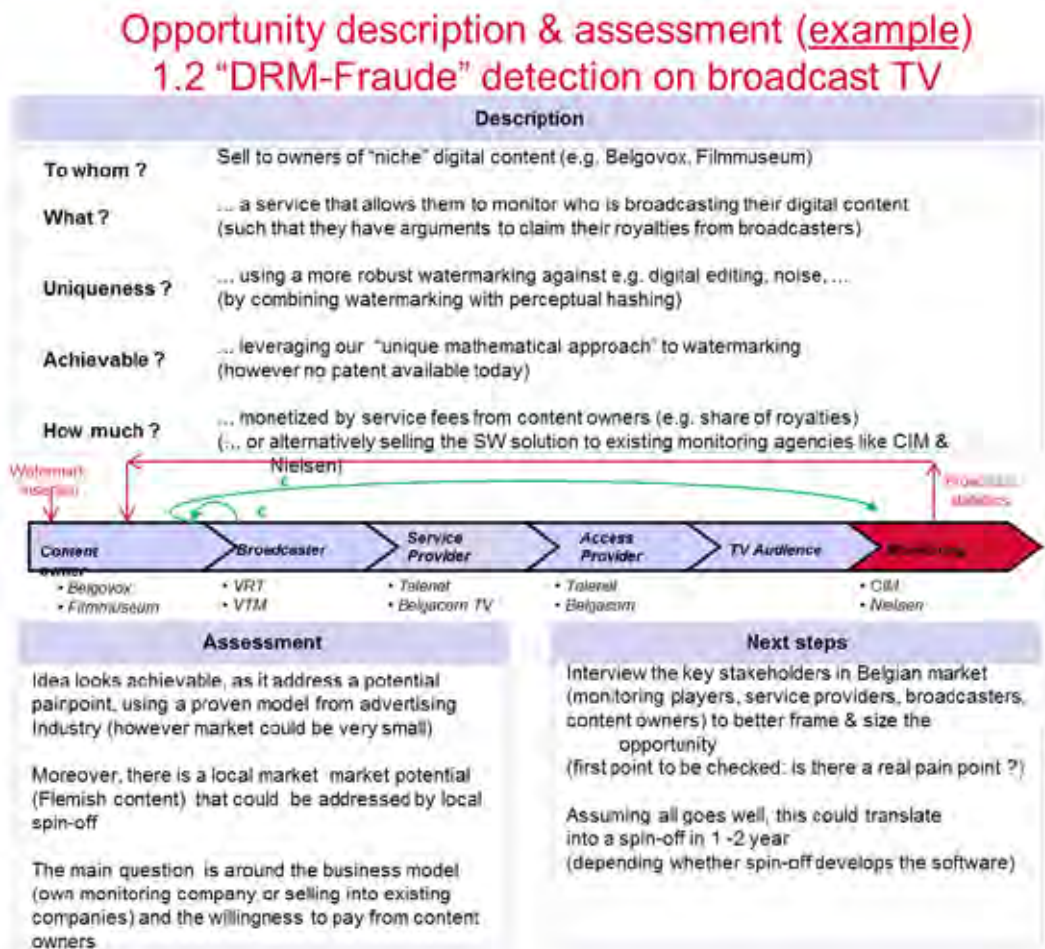 Opportunity description & assessment (example)
1.2 “DRM-Fraude” detection on broadcast TV
Description
To whom ?
Sell to owners of “niche” digital content (e.g. Belgovox, Filmmuseum)
What ?
... a service that allows them to monitor who is broadcasting their digital content
(such that they have arguments to claim their royalties from broadcasters)
Uniqueness ?
... using a more robust watermarking against e.g. digital editing, noise, ...
(by combining watermarking with perceptual hashing)
Achievable ?
... leveraging our “unique mathematical approach” to watermarking
(however no patent available today)
How much ?
... monetized by service fees from content owners (e.g. share of royalties)
(... or alternatively selling the SW solution to existing monitoring agencies like CIM &
Nielsen)
Watermark
insertion
€
€
Broadcast
statistics
Content
owner
Broadcaster
Service
Provider
Access
Provider
TV Audience
Monitoring
• Belgovox
• Filmmuseum
• VRT
• VTM
• Telenet
• Belgacom TV
• Telenet
• Belgacom
• CIM
• Nielsen
Assessment
Idea looks achievable, as it address a potential
pairpoint, using a proven model from advertising
Industry (however market could be very small)
Moreover, there is a local market market potential
(Flemish content) that could be addressed by local
spin-off
The main question is around the business model
(own monitoring company or selling into existing
companies) and the willingness to pay from content
owners
Next steps
Interview the key stakeholders in Belgian market
(monitoring players, service providers, broadcasters,
content owners) to better frame & size the
opportunity
(first point to be checked: is there a real pain point ?)
Assuming all goes well, this could translate
into a spin-off in 1 -2 year
(depending whether spin-off develops the software)